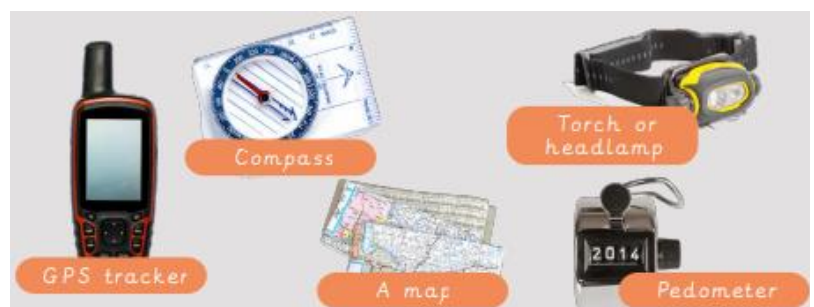 Compass
Torch or
headlamp
GPS tracker
A map
2014
Pedometer